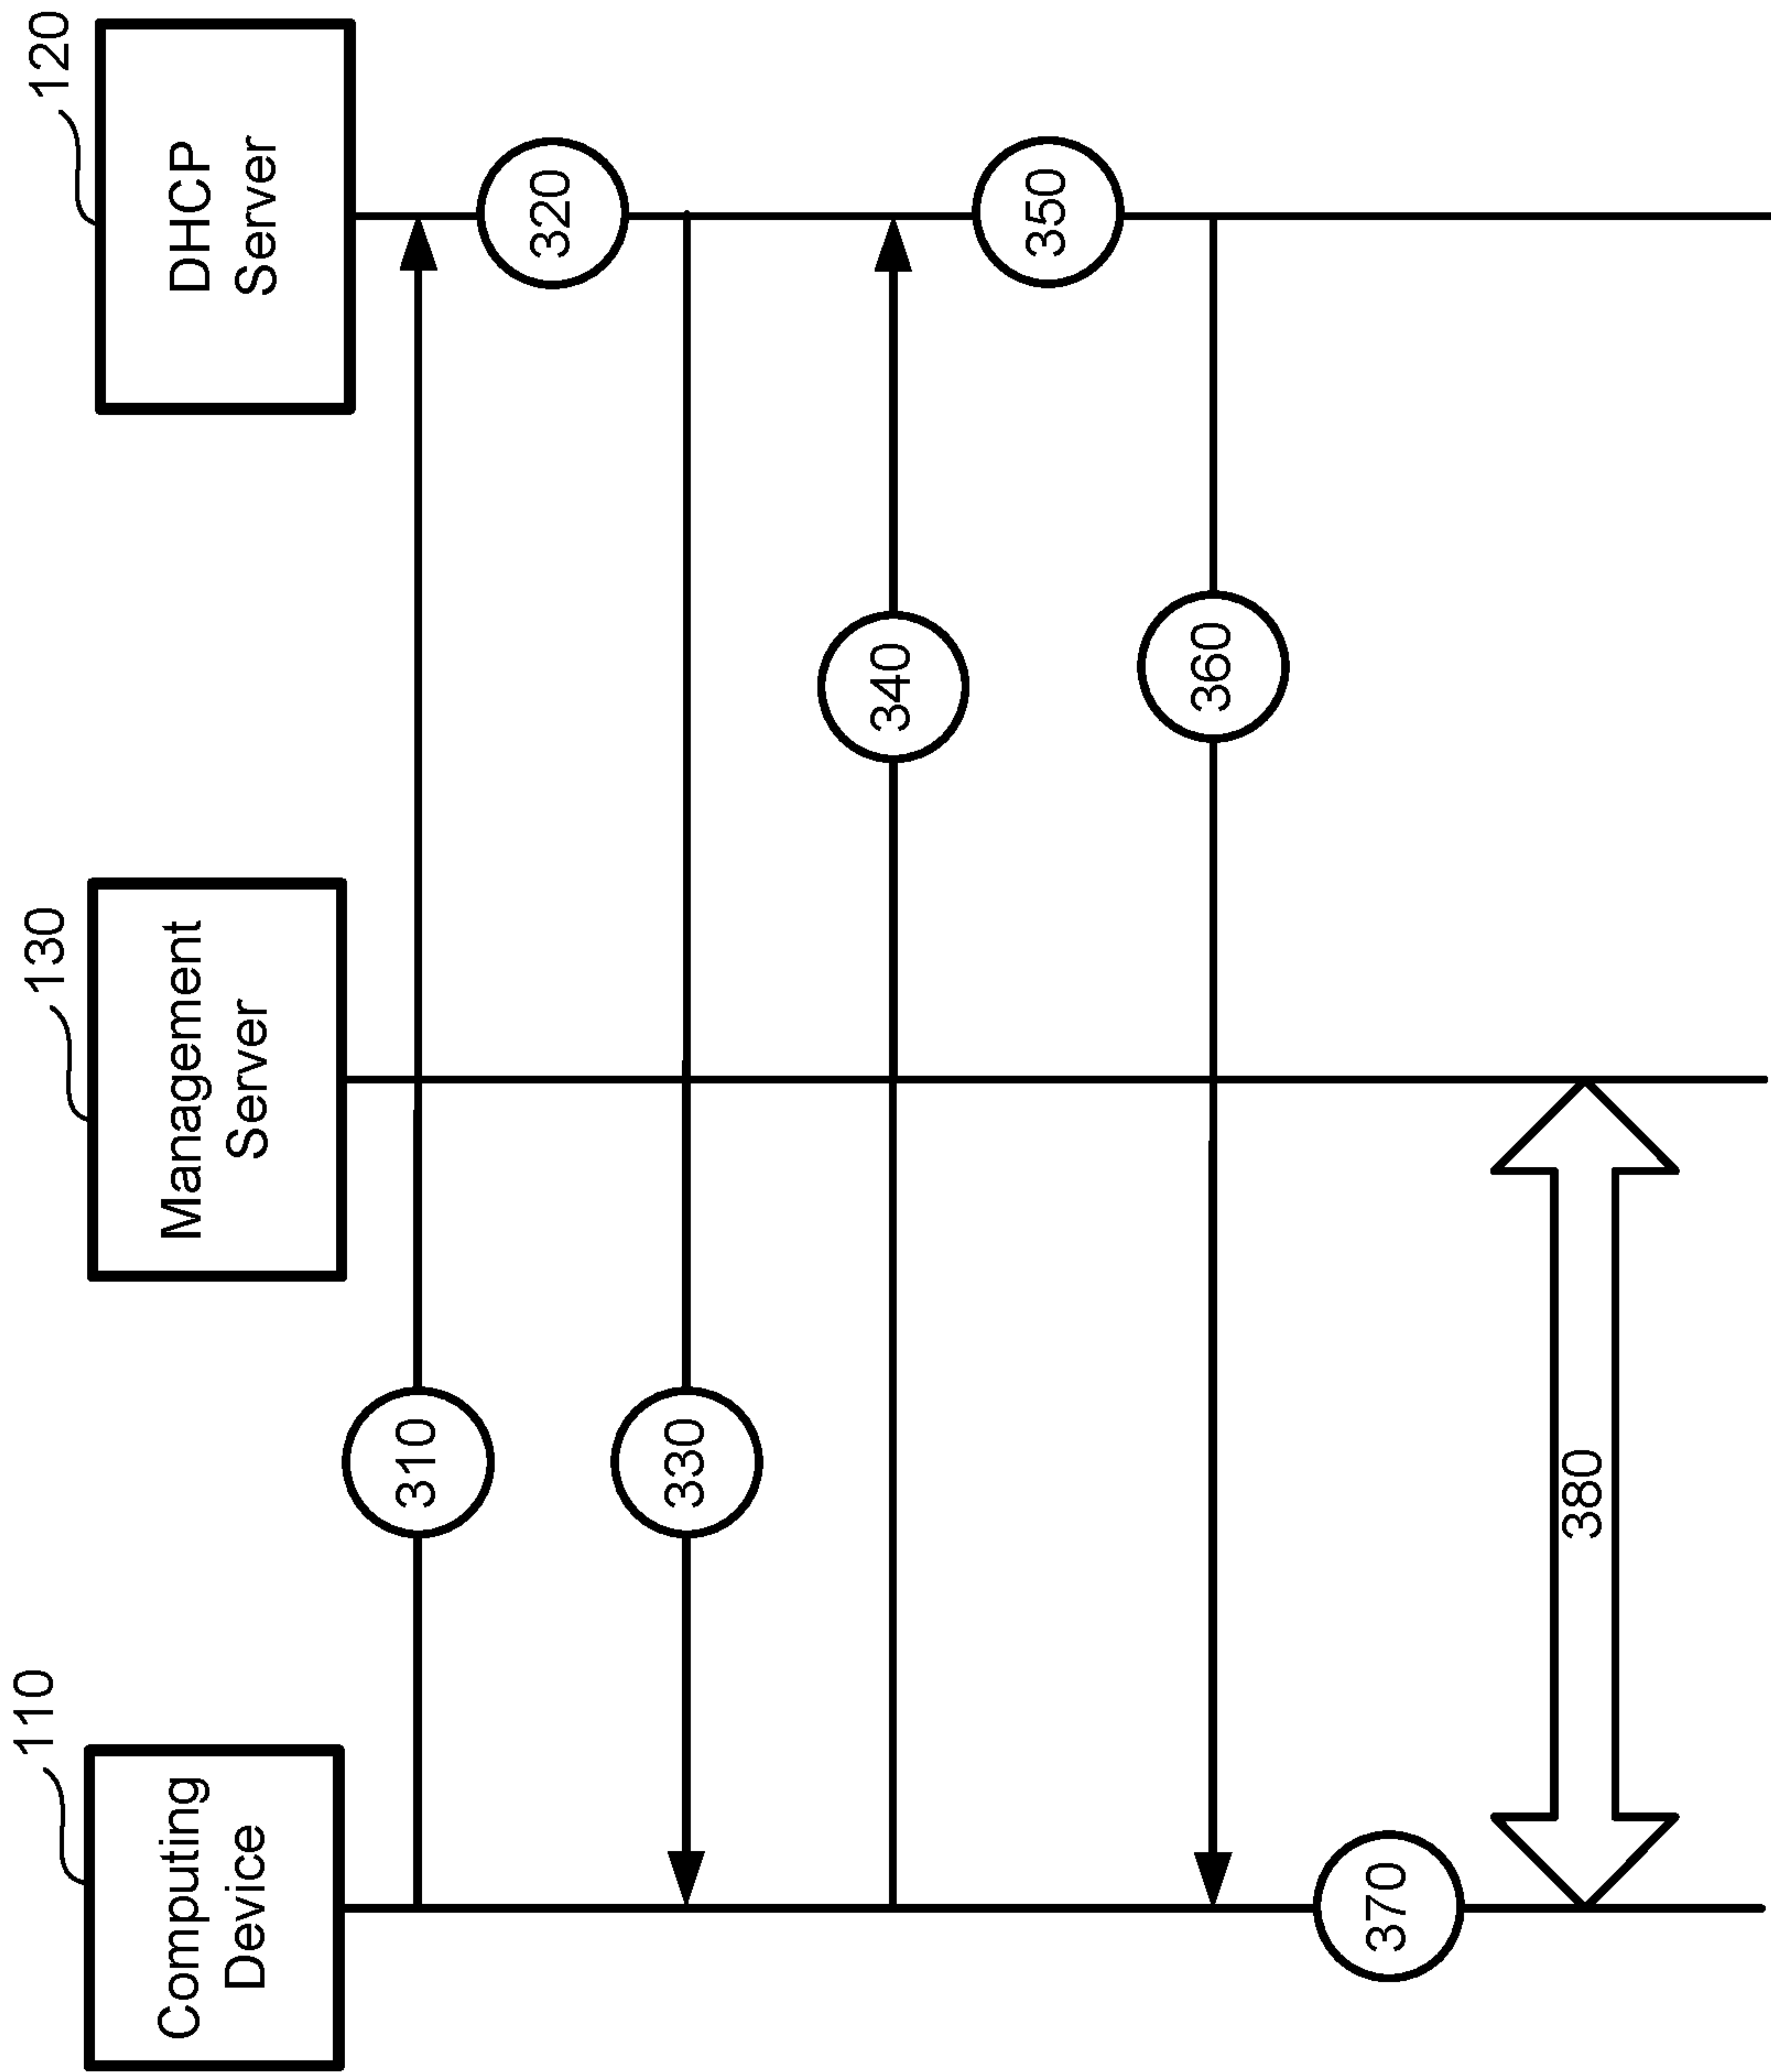 110
130
120
Computing
Device
Management
Server
DHCP
Server
310
320
330
340
350
360
370
380